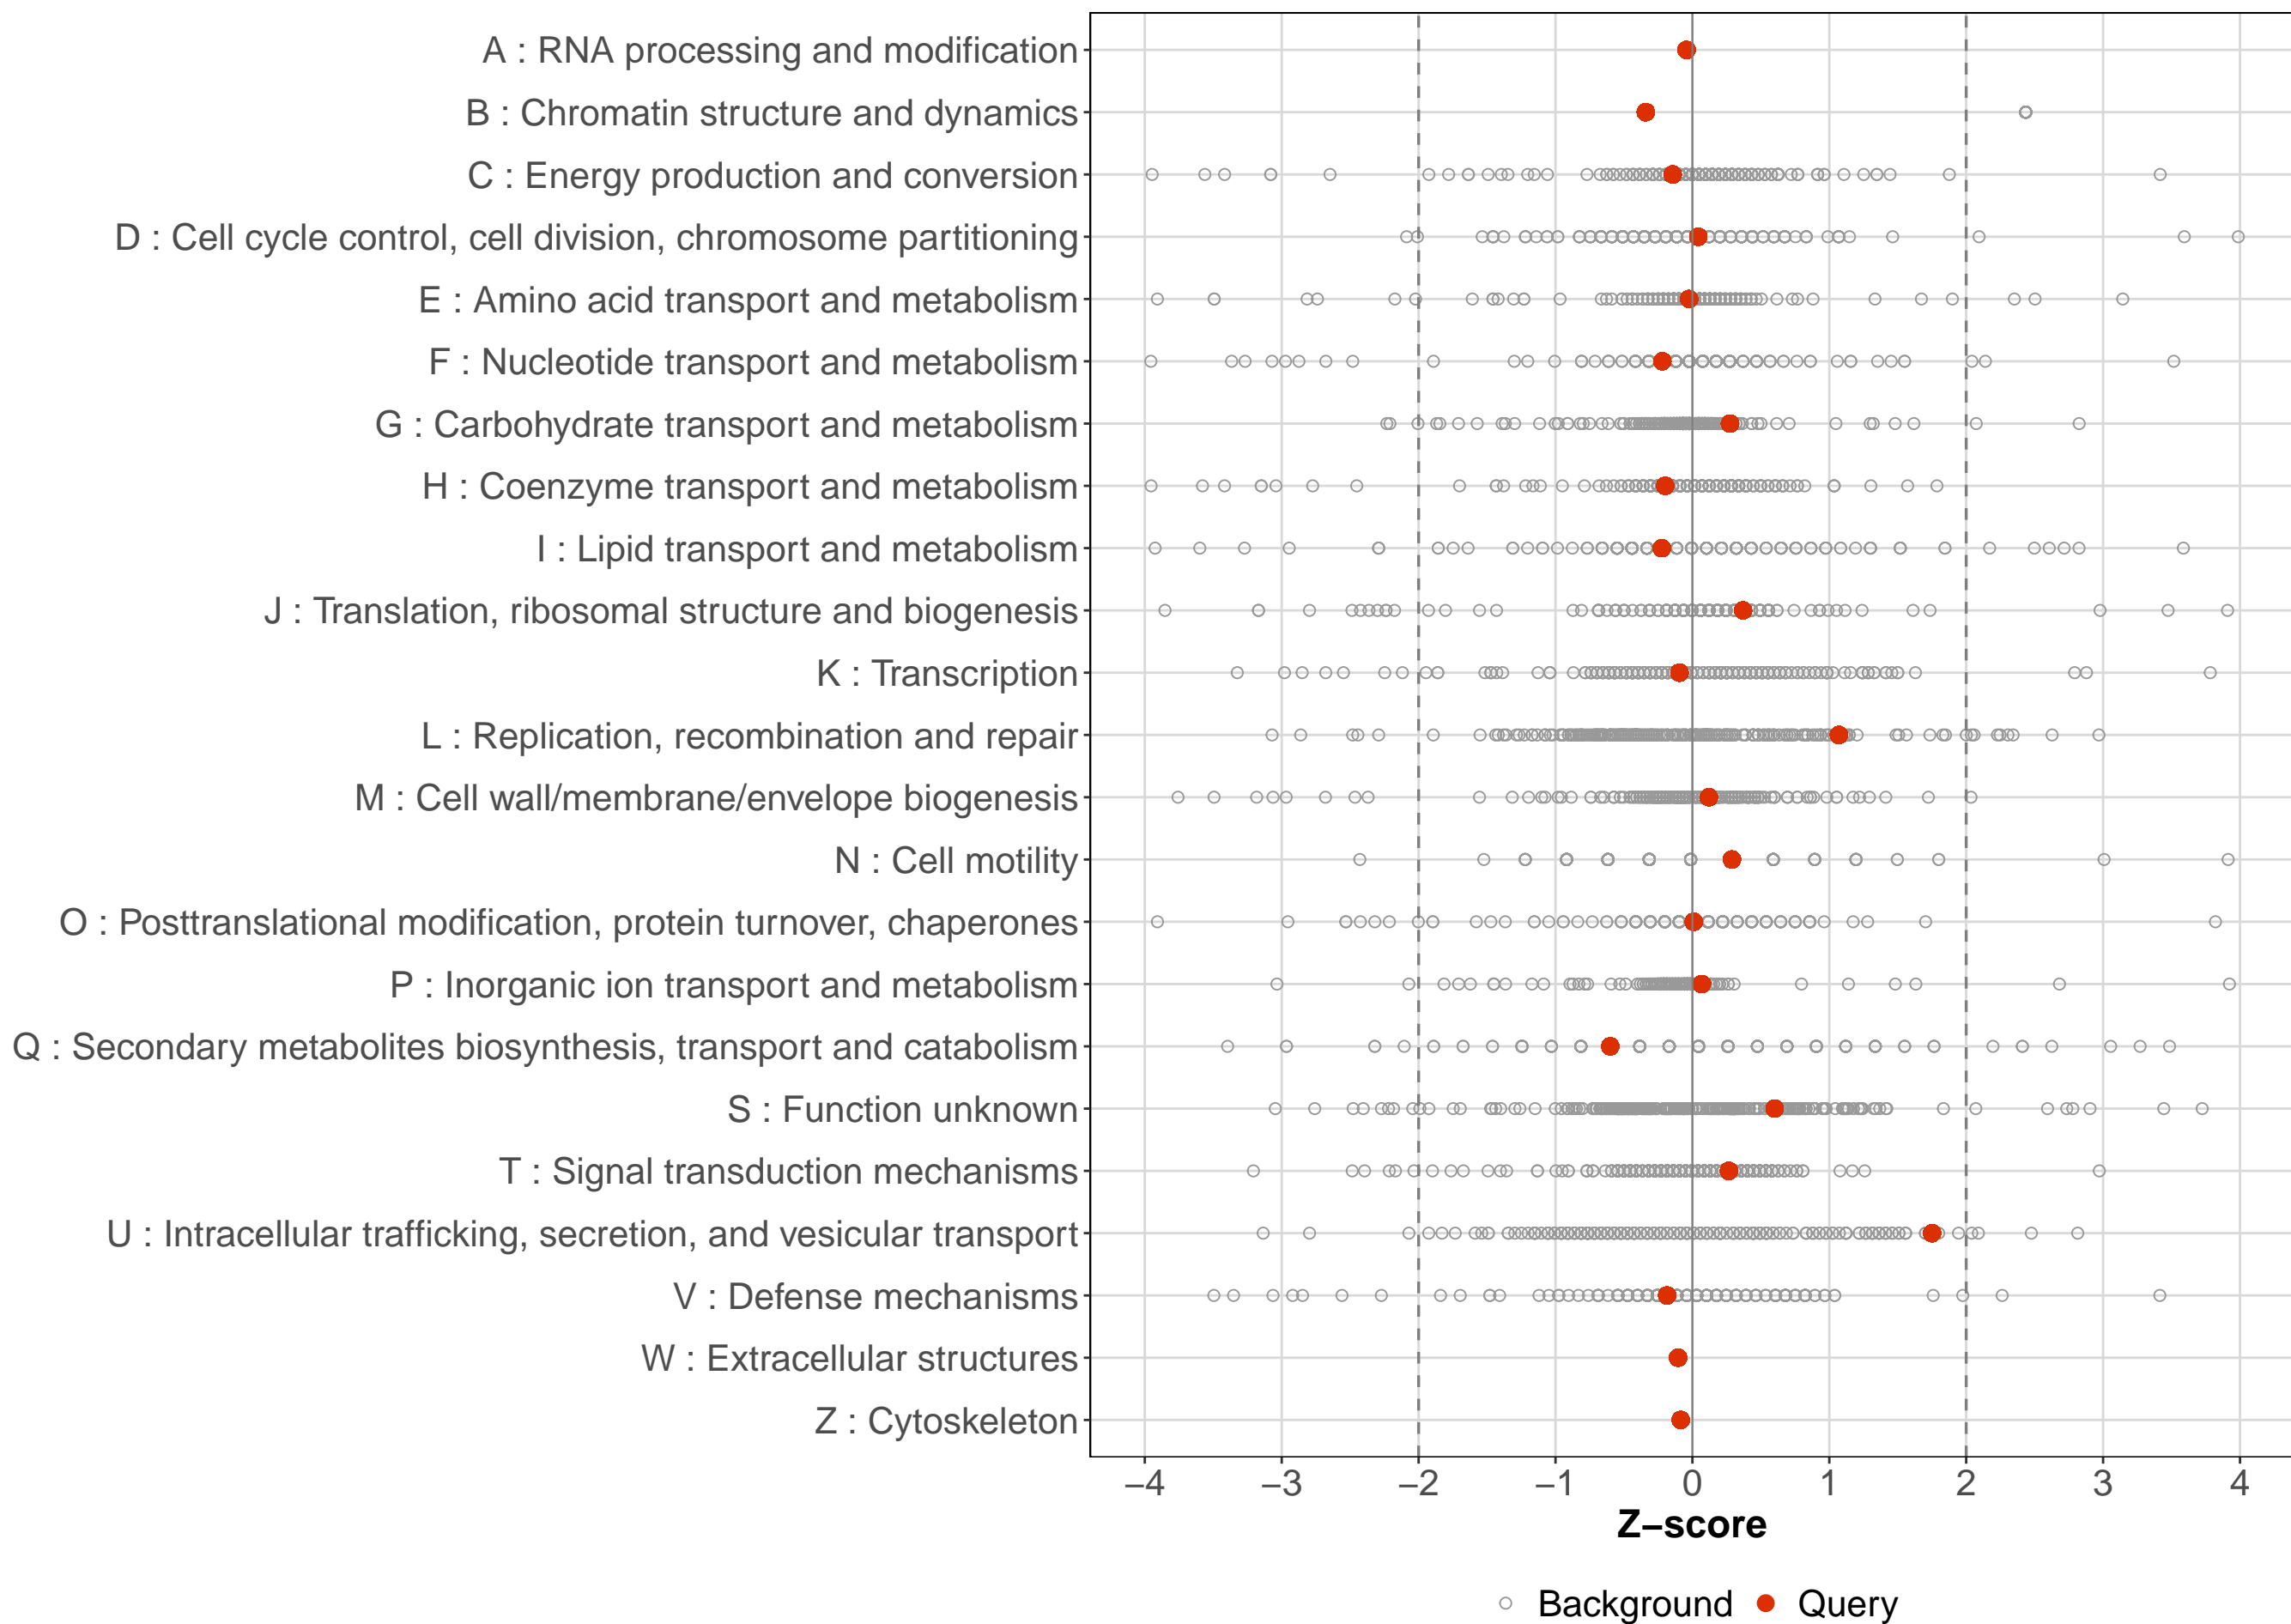 A : RNA processing and modification
B : Chromatin structure and dynamics
C : Energy production and conversion
D : Cell cycle control, cell division, chromosome partitioning
E : Amino acid transport and metabolism
F : Nucleotide transport and metabolism
G : Carbohydrate transport and metabolism
H : Coenzyme transport and metabolism
I : Lipid transport and metabolism
J : Translation, ribosomal structure and biogenesis
K : Transcription
L : Replication, recombination and repair
M : Cell wall/membrane/envelope biogenesis
N : Cell motility
O : Posttranslational modification, protein turnover, chaperones
P : Inorganic ion transport and metabolism
Q : Secondary metabolites biosynthesis, transport and catabolism
S : Function unknown
T : Signal transduction mechanisms
U : Intracellular trafficking, secretion, and vesicular transport
V : Defense mechanisms
W : Extracellular structures
Z : Cytoskeleton
−4 −3 −2 −1 0 1 2 3 4
Z−score
Background Query